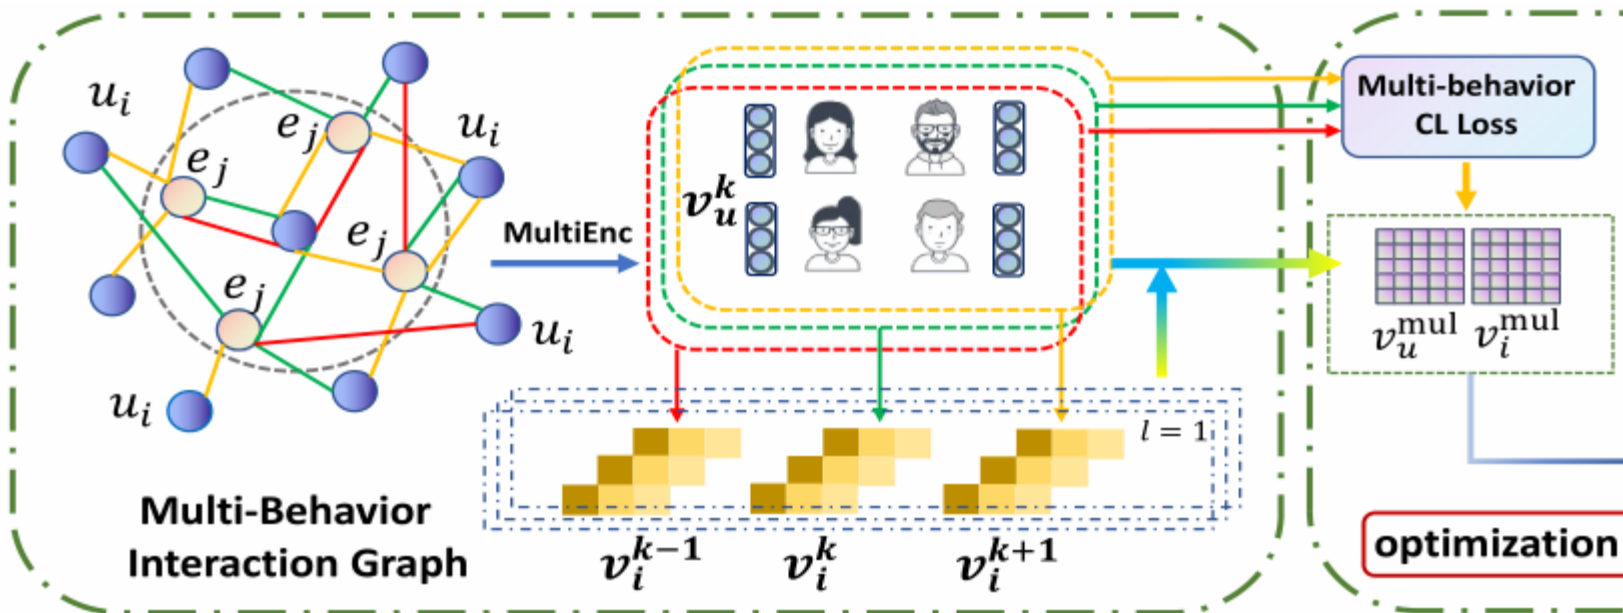 u_i
e_j
u_i
e_j
e_j
e_j
u_i
u_i
MultiEnc
v_u^k
Multi-behavior
CL Loss
v_u^mul v_i^mul
l = 1
v_i^{k-1} v_i^k v_i^{k+1}
Multi-Behavior
Interaction Graph
optimization